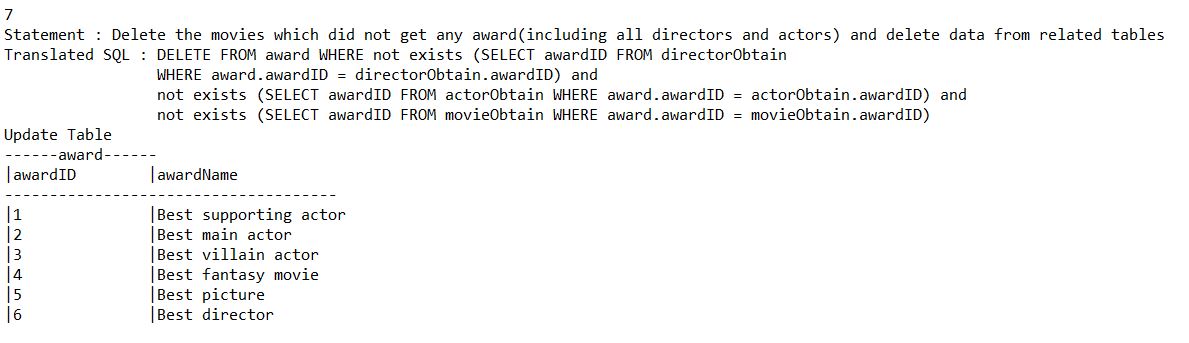 7
Statement : Delete the movies which did not get any award(including all directors and actors) and delete data from related tables
Translated SQL : DELETE FROM award WHERE not exists (SELECT awardID FROM directorObtain
WHERE award.awardID = directorObtain.awardID) and
not exists (SELECT awardID FROM actorObtain WHERE award.awardID = actorObtain.awardID) and
not exists (SELECT awardID FROM movieObtain WHERE award.awardID = movieObtain.awardID)
Update Table
------award------
|awardID |awardName
-------------------------------------
|1 |Best supporting actor
|2 |Best main actor
|3 |Best villain actor
|4 |Best fantasy movie
|5 |Best picture
|6 |Best director